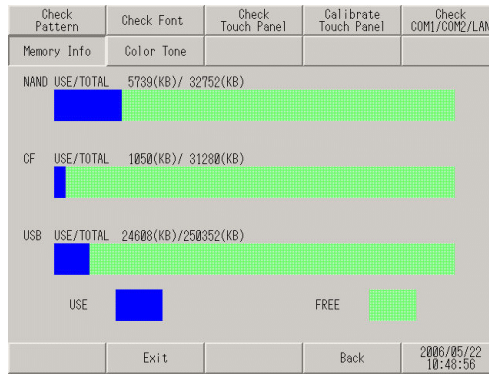 Check Pattern
Check Font
Check Touch Panel
Calibrate Touch Panel
Check COM1/COM2/LAN
Memory Info
Color Tone
NAND USE/TOTAL 5739(KB)/ 32752(KB)
CF USE/TOTAL 1050(KB)/ 31280(KB)
USB USE/TOTAL 24608(KB)/250352(KB)
USE
FREE
Exit
Back
2006/05/22
10:48:56